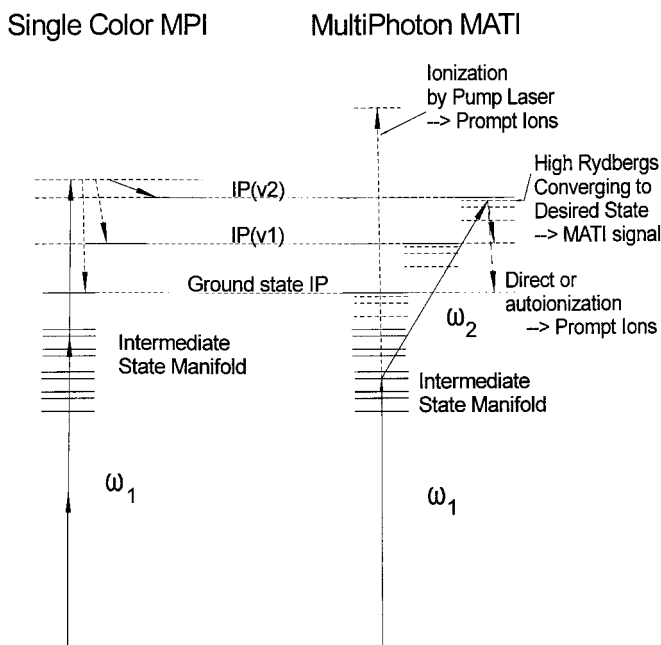 Single Color MPI
MultiPhoton MATI
Ionization
by Pump Laser
--> Prompt Ions
High Rydbergs
Converging to
Desired State
--> MATI signal
IP(v2)
IP(v1)
Ground state IP
Direct or
autoionization
--> Prompt Ions
ω2
Intermediate
State Manifold
Intermediate
State Manifold
ω1
ω1